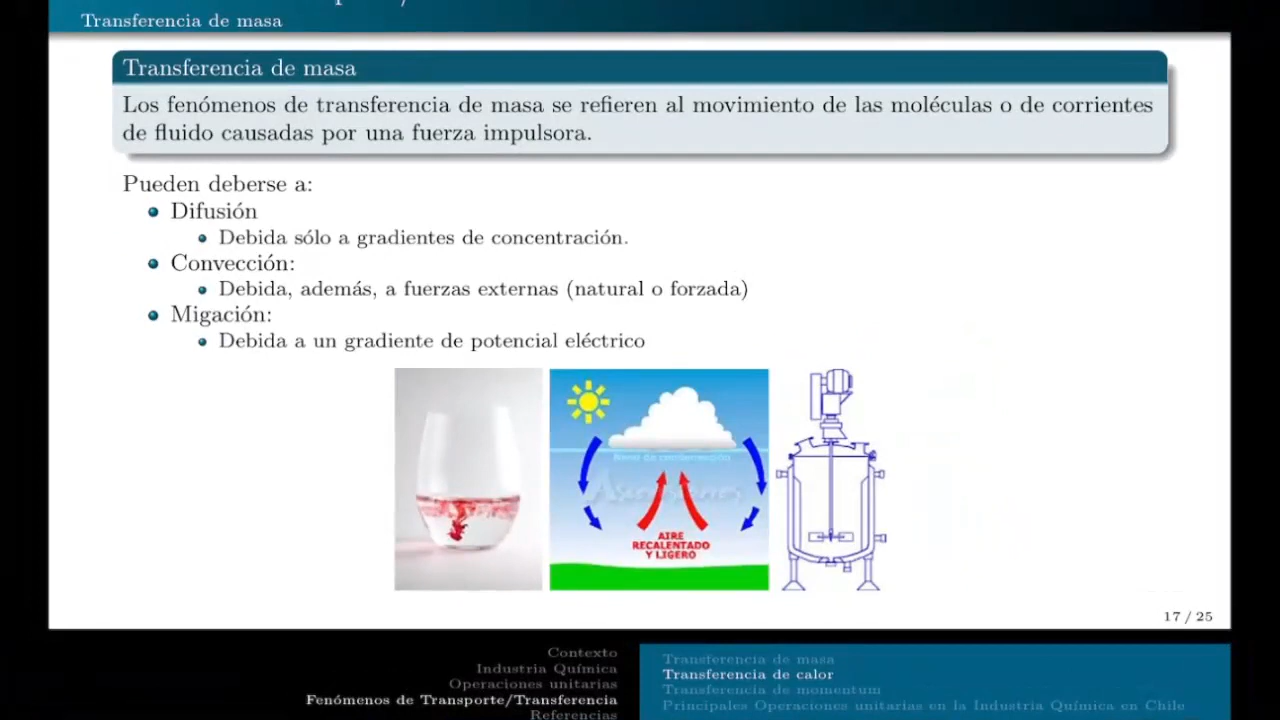 Transferencia de masa
Transferencia de masa
Los fenómenos de transferencia de masa se refieren al movimiento de las moléculas o de corrientes
de fluido causadas por una fuerza impulsora.
Pueden deberse a:
Difusión
Debida sólo a gradientes de concentración.
Convección:
Debida, además, a fuerzas externas (natural o forzada)
Migación:
Debida a un gradiente de potencial eléctrico
AIRE
RECALENTADO
Y LIGERO
17 / 25
Contexto
Industria Química
Operaciones unitarias
Fenómenos de Transporte/Transferencia
Referencias
Transferencia de masa
Transferencia de calor
Transferencia de momentum
Principales Operaciones unitarias en la Industria Química en Chile